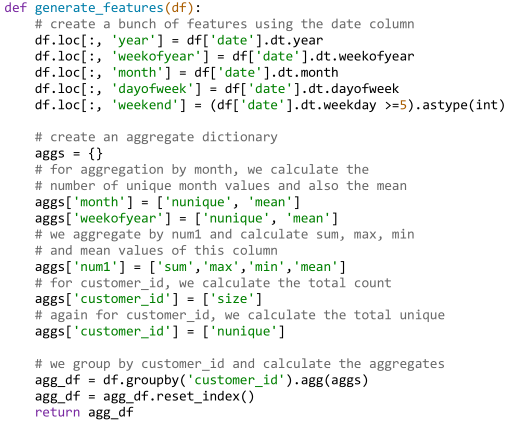 def generate_features(df):
    # create a bunch of features using the date column
    df.loc[:, 'year'] = df['date'].dt.year
    df.loc[:, 'weekofyear'] = df['date'].dt.weekofyear
    df.loc[:, 'month'] = df['date'].dt.month
    df.loc[:, 'dayofweek'] = df['date'].dt.dayofweek
    df.loc[:, 'weekend'] = (df['date'].dt.weekday >=5).astype(int)

    # create an aggregate dictionary
    aggs = {}
    # for aggregation by month, we calculate the
    # number of unique month values and also the mean
    aggs['month'] = ['nunique', 'mean']
    aggs['weekofyear'] = ['nunique', 'mean']
    # we aggregate by num1 and calculate sum, max, min
    # and mean values of this column
    aggs['num1'] = ['sum','max','min','mean']
    # for customer_id, we calculate the total count
    aggs['customer_id'] = ['size']
    # again for customer_id, we calculate the total unique
    aggs['customer_id'] = ['nunique']

    # we group by customer_id and calculate the aggregates
    agg_df = df.groupby('customer_id').agg(aggs)
    agg_df = agg_df.reset_index()
    return agg_df